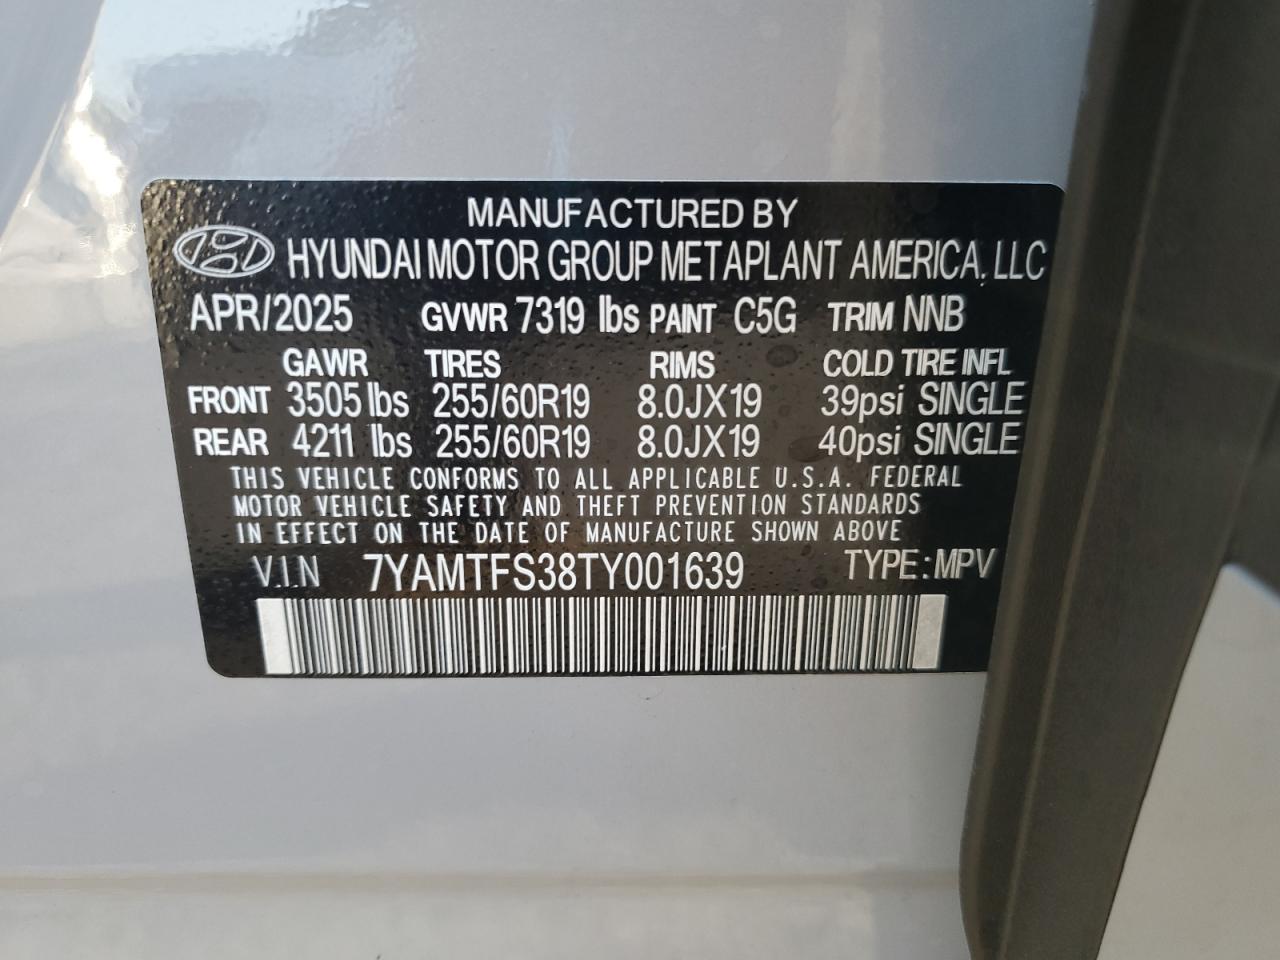 MANUFACTURED BY
HYUNDAI MOTOR GROUP METAPLANT AMERICA, LLC
APR/2025 GVWR 7319 lbs PAINT C5G TRIM NNB
GAWR TIRES RIMS COLD TIRE INFL
FRONT 3505 lbs 255/60R19 8.0JX19 39psi SINGLE
REAR 4211 lbs 255/60R19 8.0JX19 40psi SINGLE
THIS VEHICLE CONFORMS TO ALL APPLICABLE U.S.A. FEDERAL
MOTOR VEHICLE SAFETY AND THEFT PREVENTION STANDARDS
IN EFFECT ON THE DATE OF MANUFACTURE SHOWN ABOVE
V.I.N 7YAMTFS38TY001639 TYPE: MPV